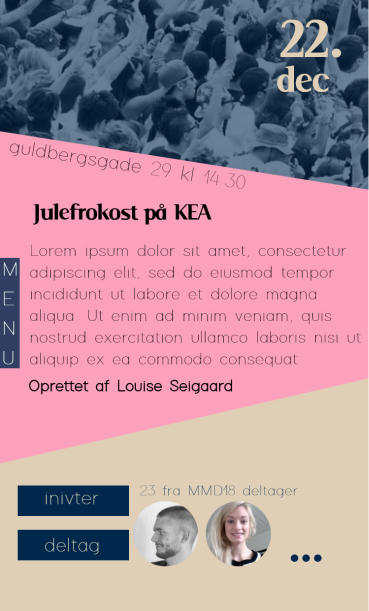 22.
dec
guldbergsgade 29 kl 14 30
Julefrokost på KEA
Lorem ipsum dolor sit amet, consectetur
adipiscing elit, sed do eiusmod tempor
incididunt ut labore et dolore magna
aliqua Ut enim ad minim veniam, quis
nostrud exercitation ullamco laboris nisi ut
aliquip ex ea commodo consequat
MENU
Oprettet af Louise Seigaard
inivter
23 fra MMD18 deltager
deltag